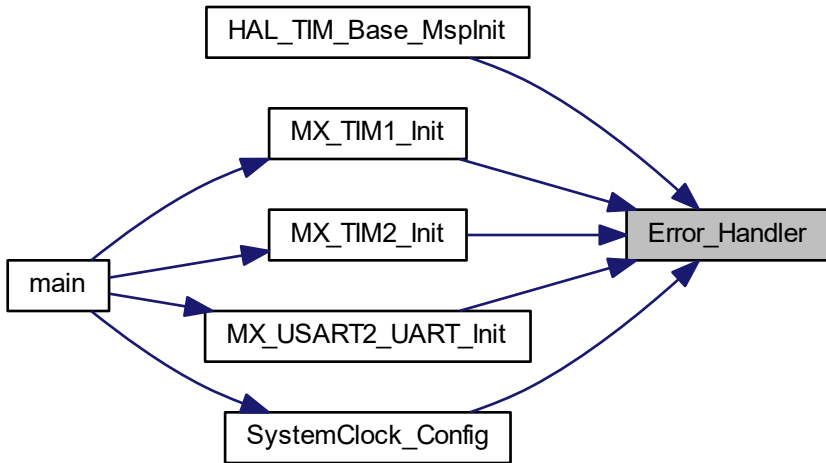 HAL_TIM_Base_MspInit
MX_TIM1_Init
MX_TIM2_Init
Error_Handler
main
MX_USART2_UART_Init
SystemClock_Config